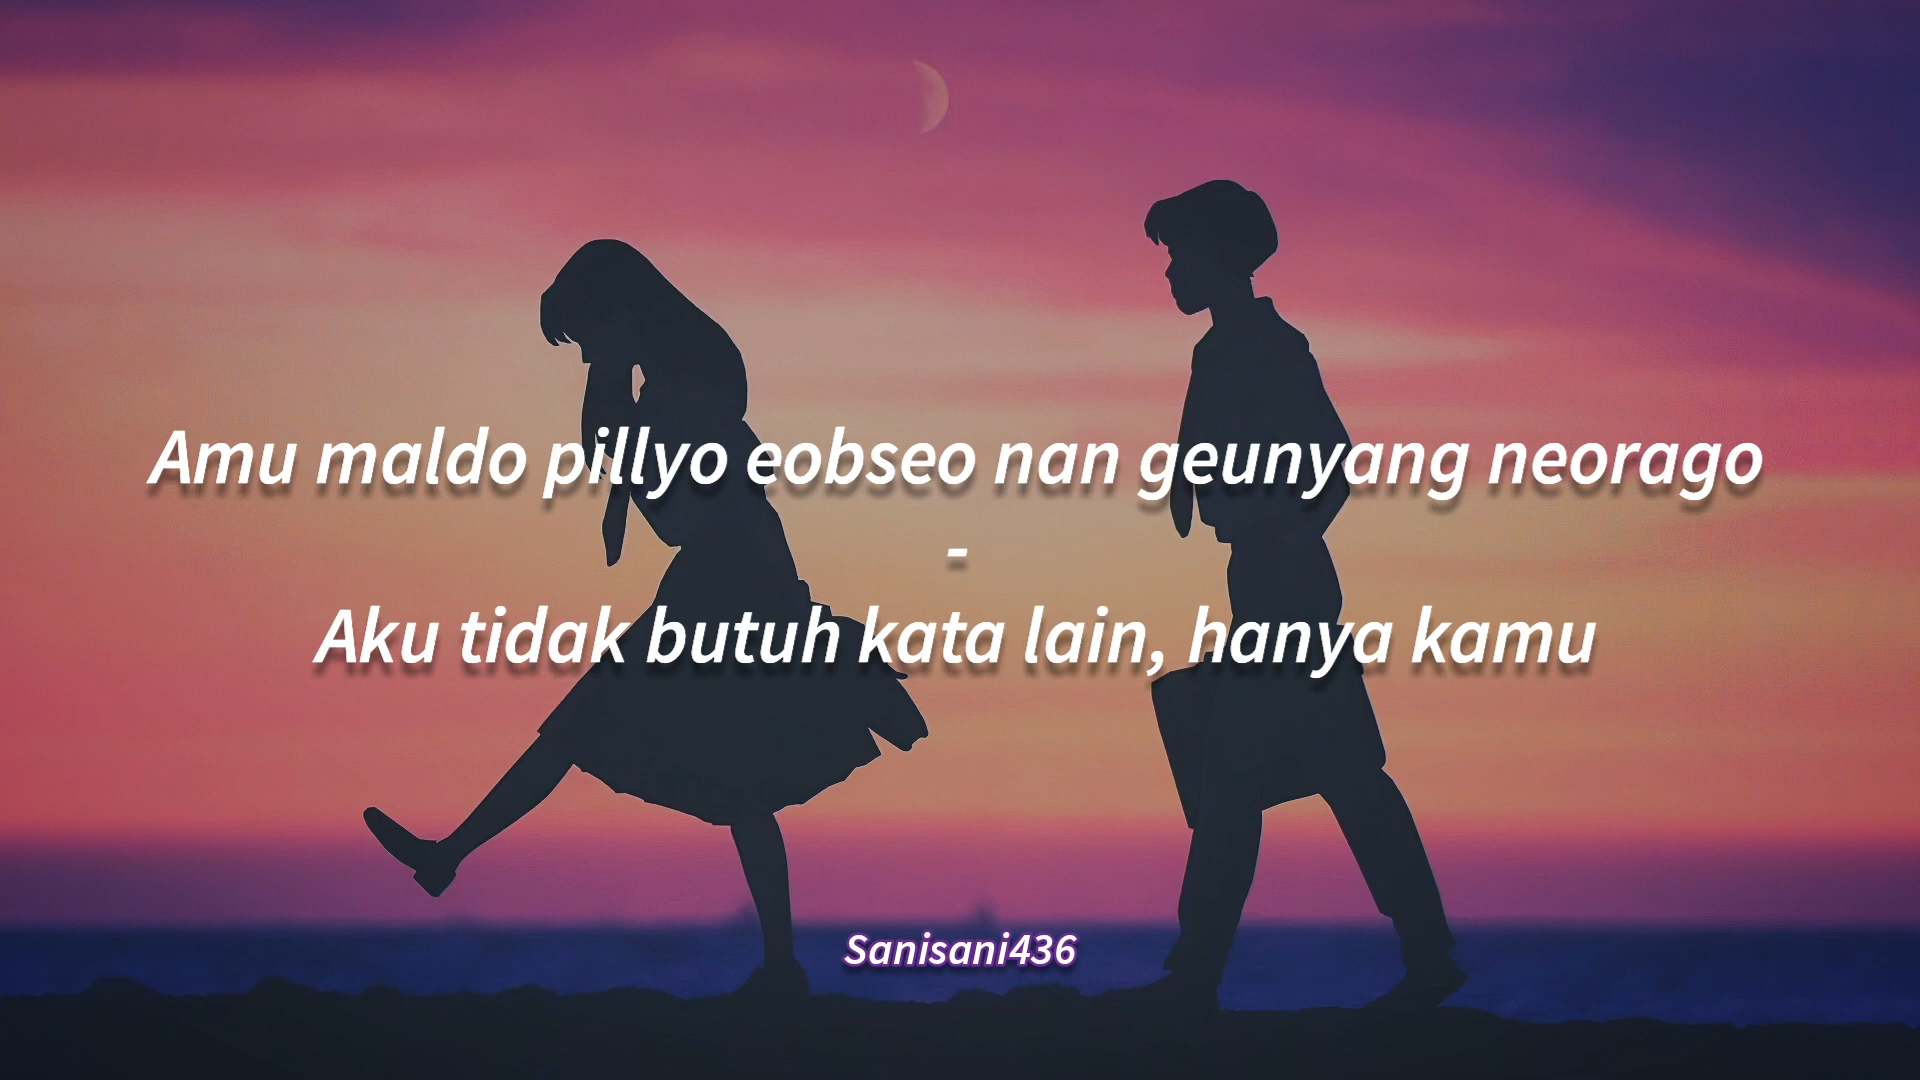 Amu maldo pillyo eobseo nan geunyang neorago
-
Aku tidak butuh kata lain, hanya kamu
Sanisani436